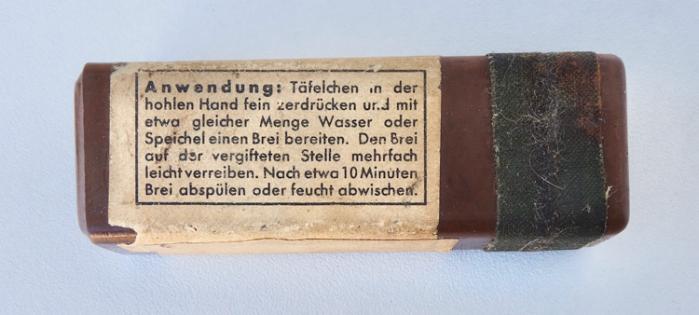 Anwendung: Täfelchen in der
hohlen Hand fein zerdrücken und mit
etwa gleicher Menge Wasser oder
Speichel einen Brei bereiten. Den Brei
auf der vergifteten Stelle mehrfach
leicht verreiben. Nach etwa 10 Minuten
Brei abspülen oder feucht abwischen.